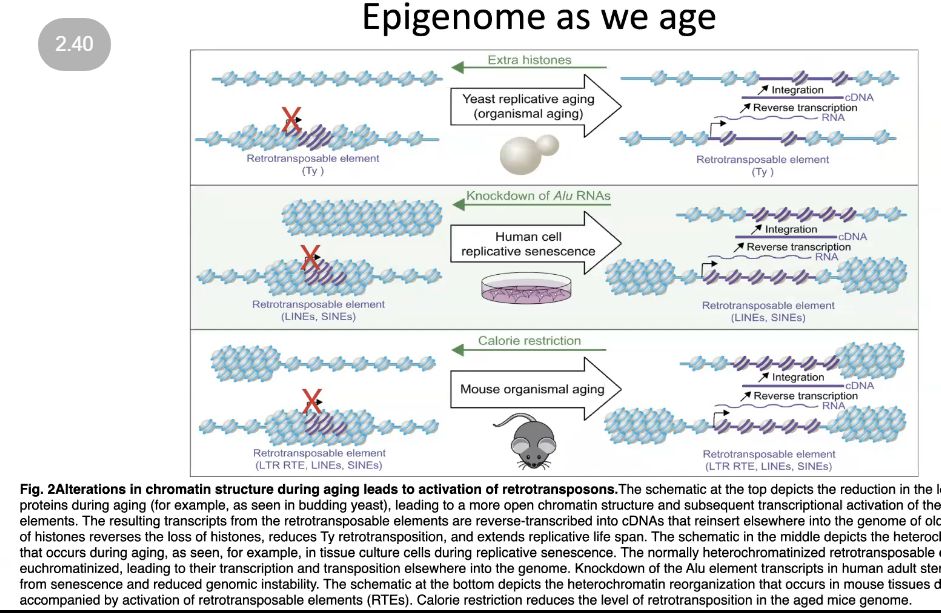 Epigenome as we age
2.40
Extra histones
Yeast replicative aging
(organismal aging)
Retrotransposable element
(Ty )
Integration
cDNA
Reverse transcription
RNA
Retrotransposable element
(Ty )
Knockdown of Alu RNAs
Human cell
replicative senescence
Retrotransposable element
(LINEs, SINEs)
Integration
cDNA
Reverse transcription
RNA
Retrotransposable element
(LINEs, SINEs)
Calorie restriction
Mouse organismal aging
Retrotransposable element
(LTR RTE, LINEs, SINEs)
Integration
cDNA
Reverse transcription
RNA
Retrotransposable element
(LTR RTE, LINEs, SINEs)
Fig. 2Alterations in chromatin structure during aging leads to activation of retrotransposons.The schematic at the top depicts the reduction in the
proteins during aging (for example, as seen in budding yeast), leading to a more open chromatin structure and subsequent transcriptional activation of the
elements. The resulting transcripts from the retrotransposable elements are reverse-transcribed into cDNAs that reinsert elsewhere into the genome of
of histones reverses the loss of histones, reduces Ty retrotransposition, and extends replicative life span. The schematic in the middle depicts the
that occurs during aging, as seen, for example, in tissue culture cells during replicative senescence. The normally heterochromatinized retrotransposable
euchromatinized, leading to their transcription and transposition elsewhere into the genome. Knockdown of the Alu element transcripts in human adult
from senescence and reduced genomic instability. The schematic at the bottom depicts the heterochromatin reorganization that occurs in mouse tissues
accompanied by activation of retrotransposable elements (RTEs). Calorie restriction reduces the level of retrotransposition in the aged mice genome.